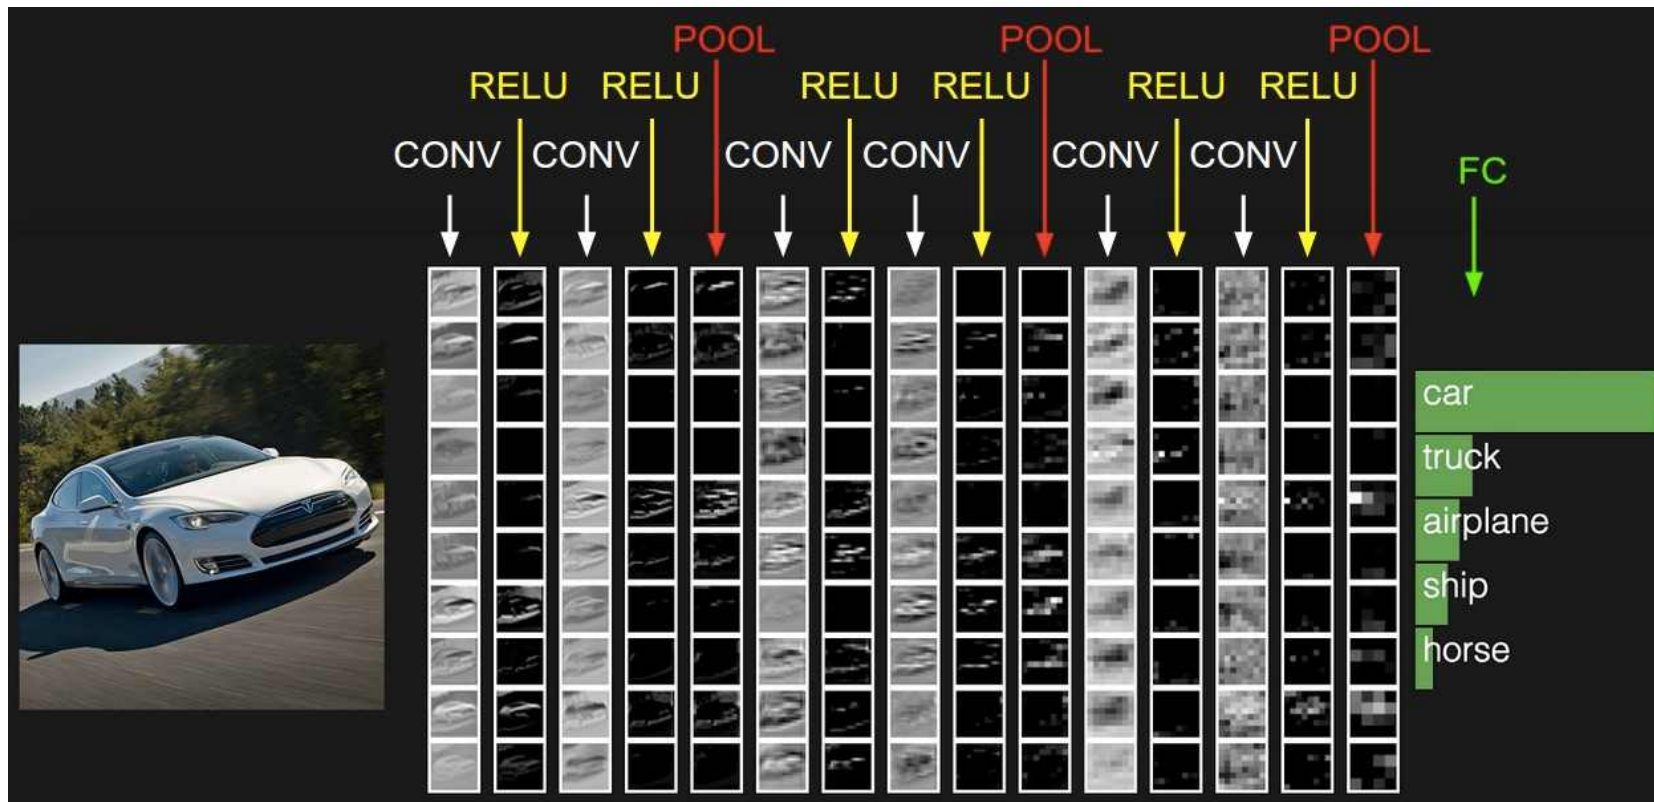 POOL POOL POOL
RELU RELU RELU RELU RELU RELU
CONV CONV CONV CONV CONV CONV
FC
car
truck
airplane
ship
horse